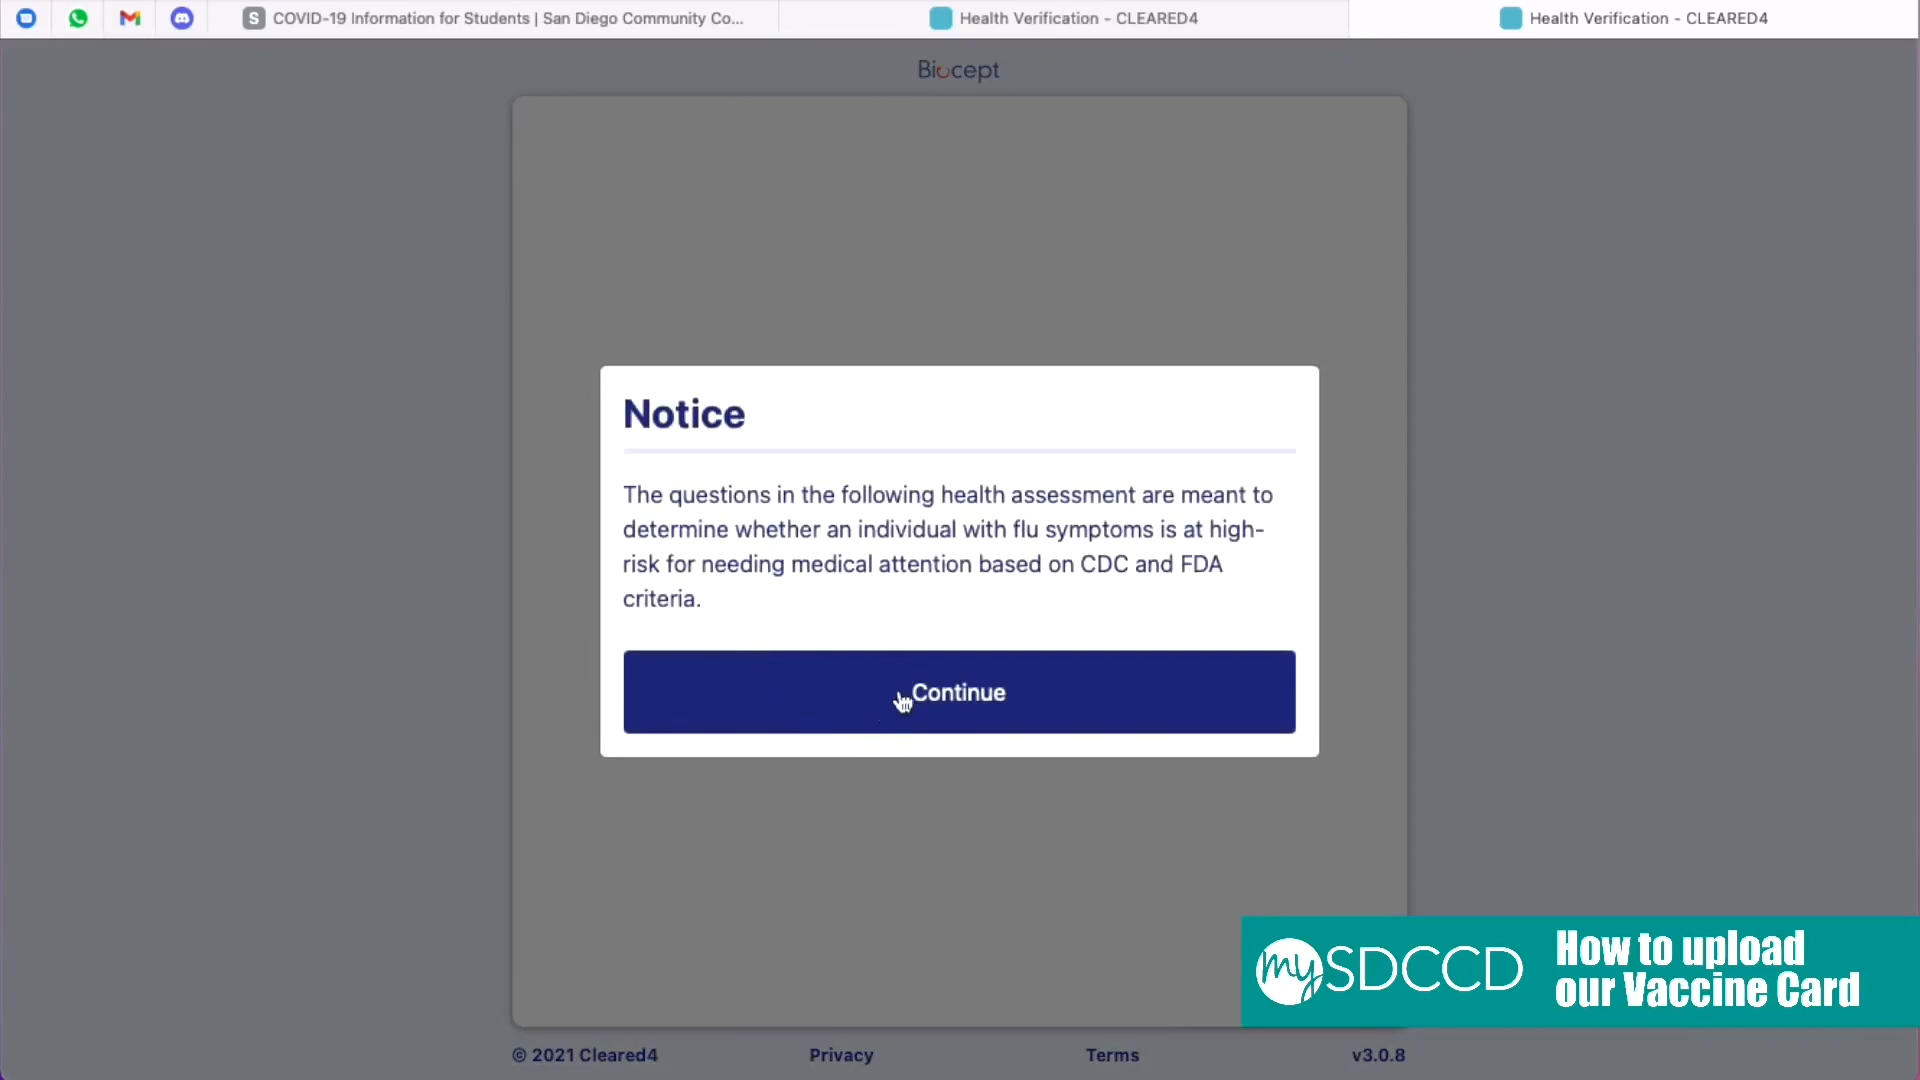 S COVID-19 Information for Students | San Diego Community Co...
Health Verification - CLEARED4
Health Verification - CLEARED4
Biocept
Notice
The questions in the following health assessment are meant to
determine whether an individual with flu symptoms is at high-
risk for needing medical attention based on CDC and FDA
criteria.
Continue
my SDCCD
How to upload
our Vaccine Card
© 2021 Cleared4
Privacy
Terms
v3.0.8